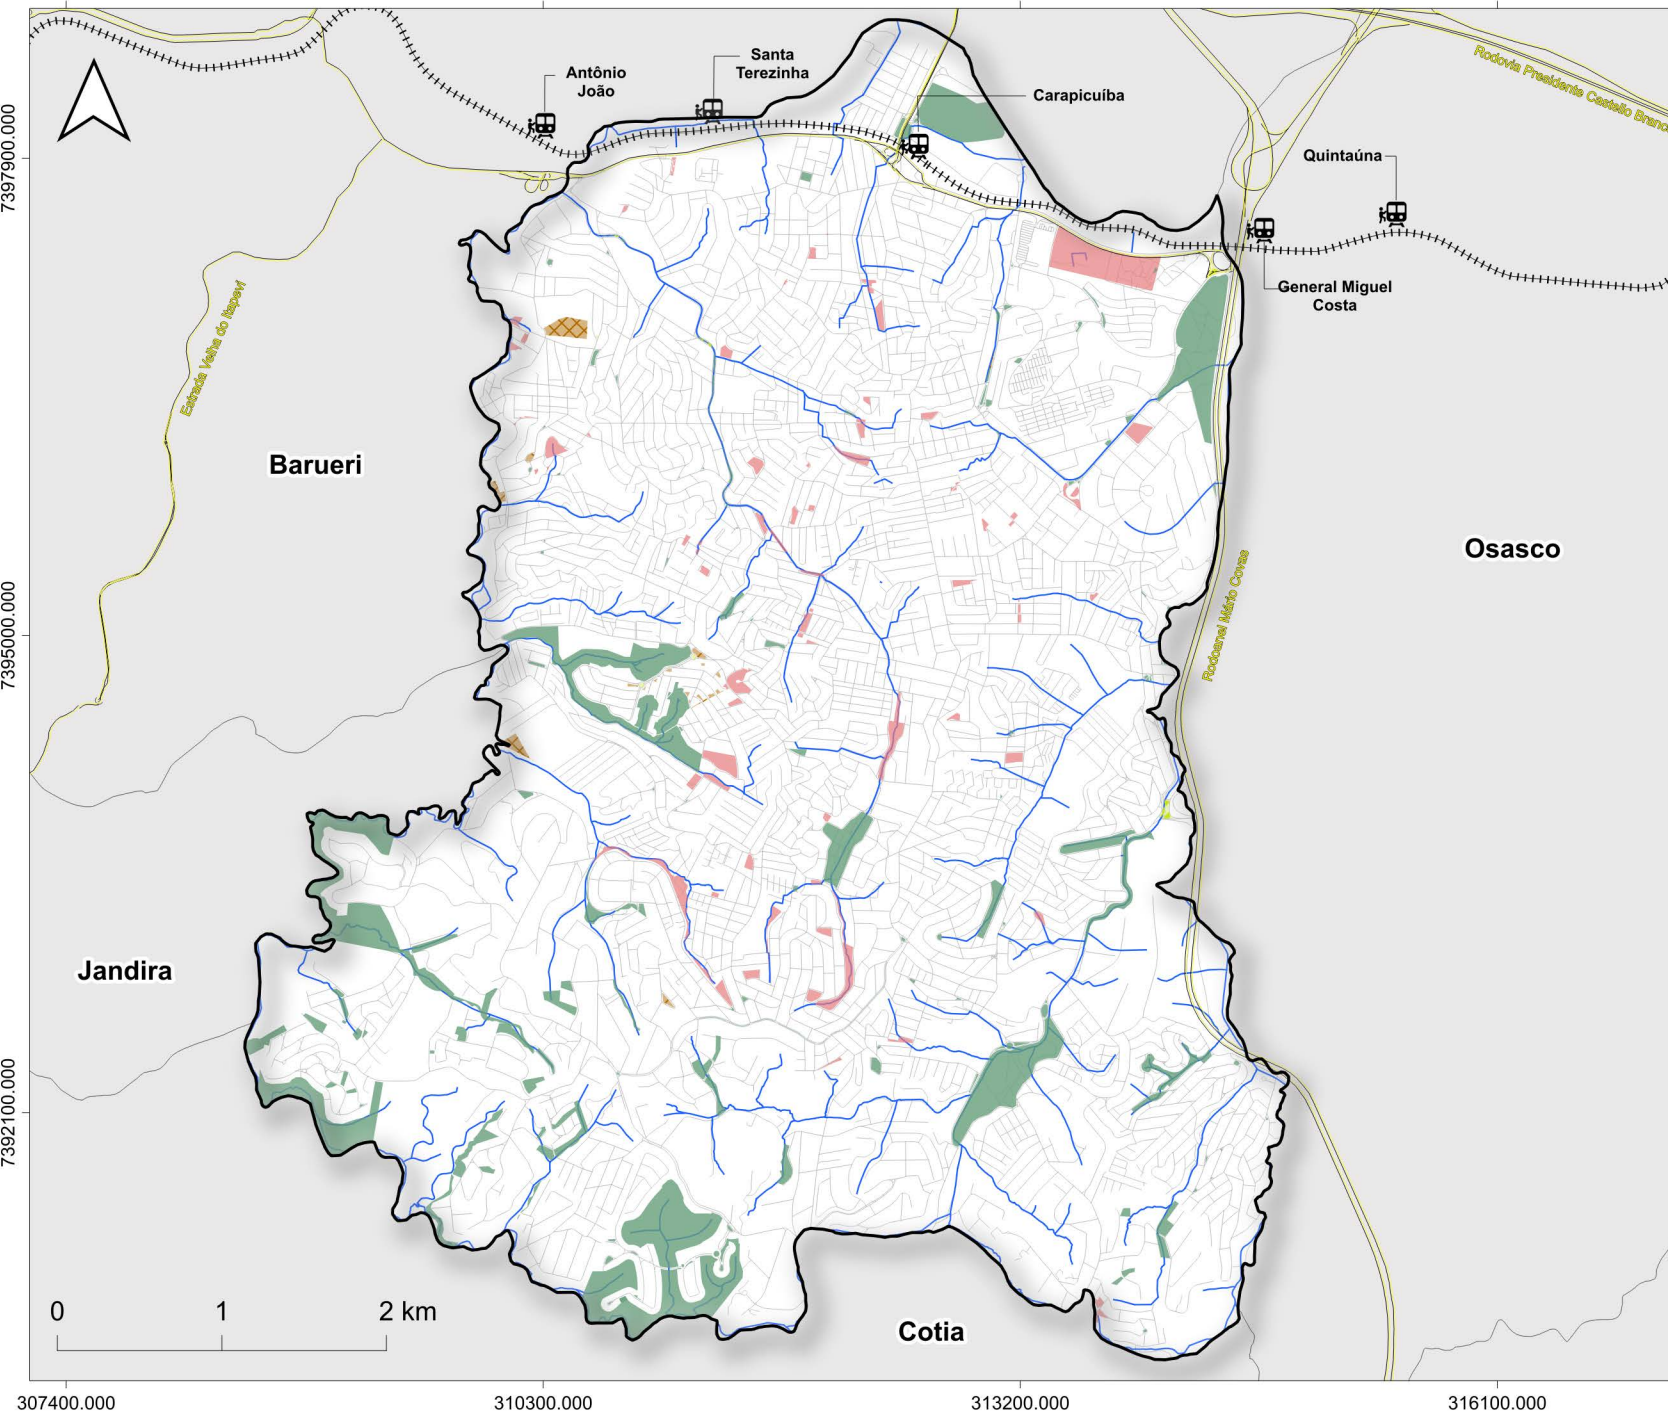 Santa
Terezinha
Antônio
João
Carapicuíba
Rodovia Presidente Castello Branc
Quintaúna
7397900.000
General Miguel
Costa
Estrada Velha do Itapevi
Barueri
Osasco
Rodoanel Mário Covas
7395000.000
Jandira
7392100.000
0 1 2 km
Cotia
307400.000 310300.000 313200.000 316100.000